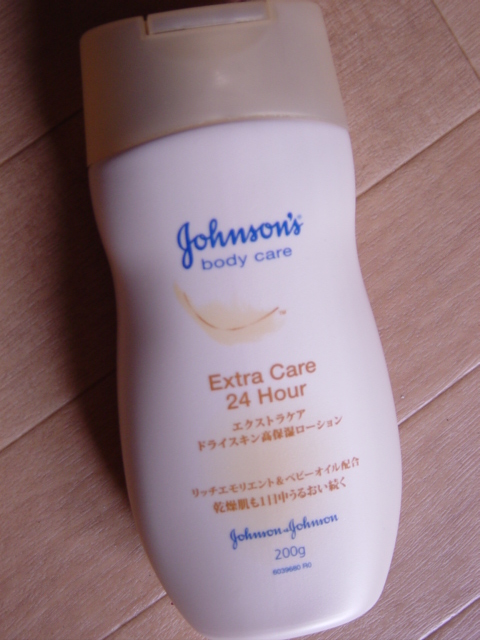 Johnson's®
body care
™
Extra Care
24 Hour
エクストラケア
ドライスキン高保湿ローション
リッチエモリエント&ベビーオイル配合
乾燥肌も1日中うるおい続く
Johnson&Johnson
200g
6039660 R0